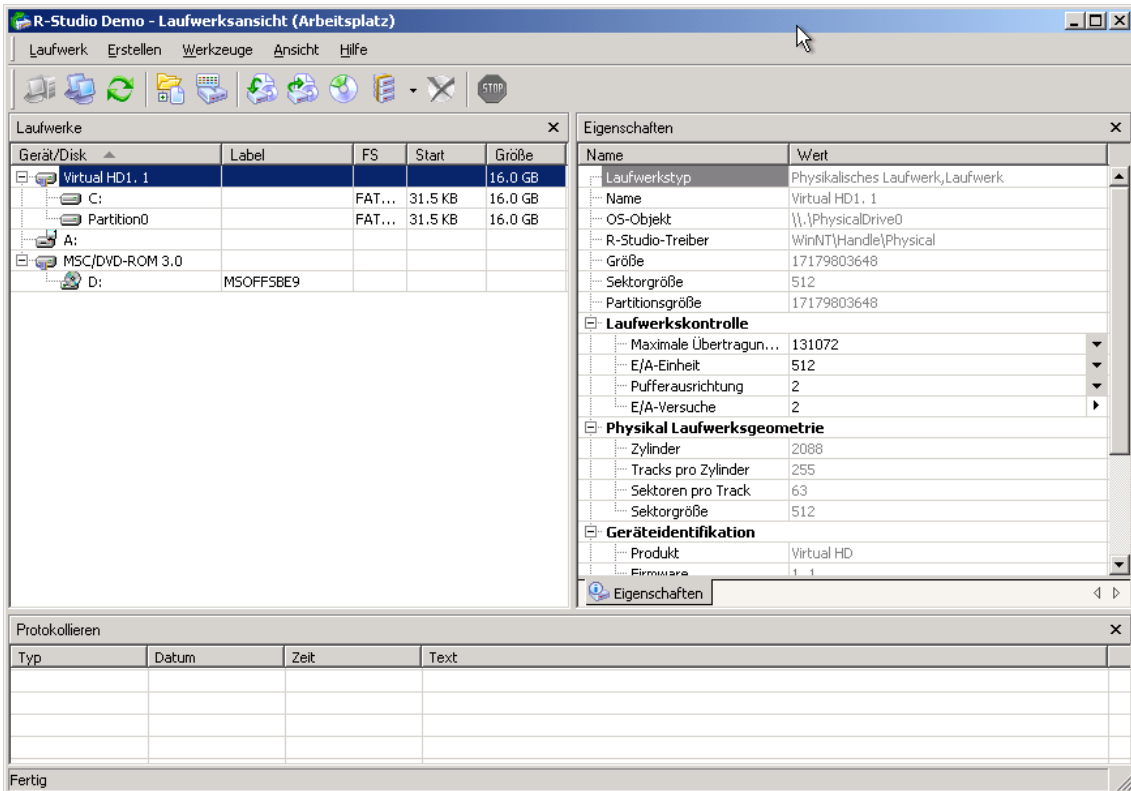 R-Studio Demo - Laufwerksansicht (Arbeitsplatz)
Laufwerk Erstellen Werkzeuge Ansicht Hilfe
STOP
Laufwerke
Gerät/Disk Label FS Start Größe
Virtual HD1. 1 16.0 GB
C: FAT... 31.5 KB 16.0 GB
Partition0 FAT... 31.5 KB 16.0 GB
A:
MSC/DVD-ROM 3.0
D: MSOFFSBE9
Eigenschaften
Name Wert
Laufwerkstyp Physikalisches Laufwerk,Laufwerk
Name Virtual HD1. 1
OS-Objekt \\.\PhysicalDrive0
R-Studio-Treiber WinNT\Handle\Physical
Größe 17179803648
Sektorgröße 512
Partitionsgröße 17179803648
Laufwerkskontrolle
Maximale Übertragun... 131072
E/A-Einheit 512
Pufferausrichtung 2
E/A-Versuche 2
Physikal Laufwerksgeometrie
Zylinder 2088
Tracks pro Zylinder 255
Sektoren pro Track 63
Sektorgröße 512
Geräteidentifikation
Produkt Virtual HD
Firmware 1. 1
Eigenschaften
Protokollieren
Typ Datum Zeit Text
Fertig